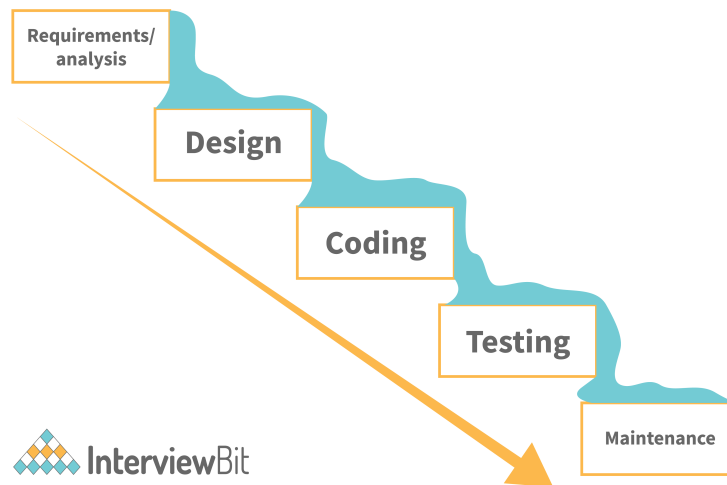 Requirements/
analysis
Design
Coding
Testing
Maintenance
InterviewBit